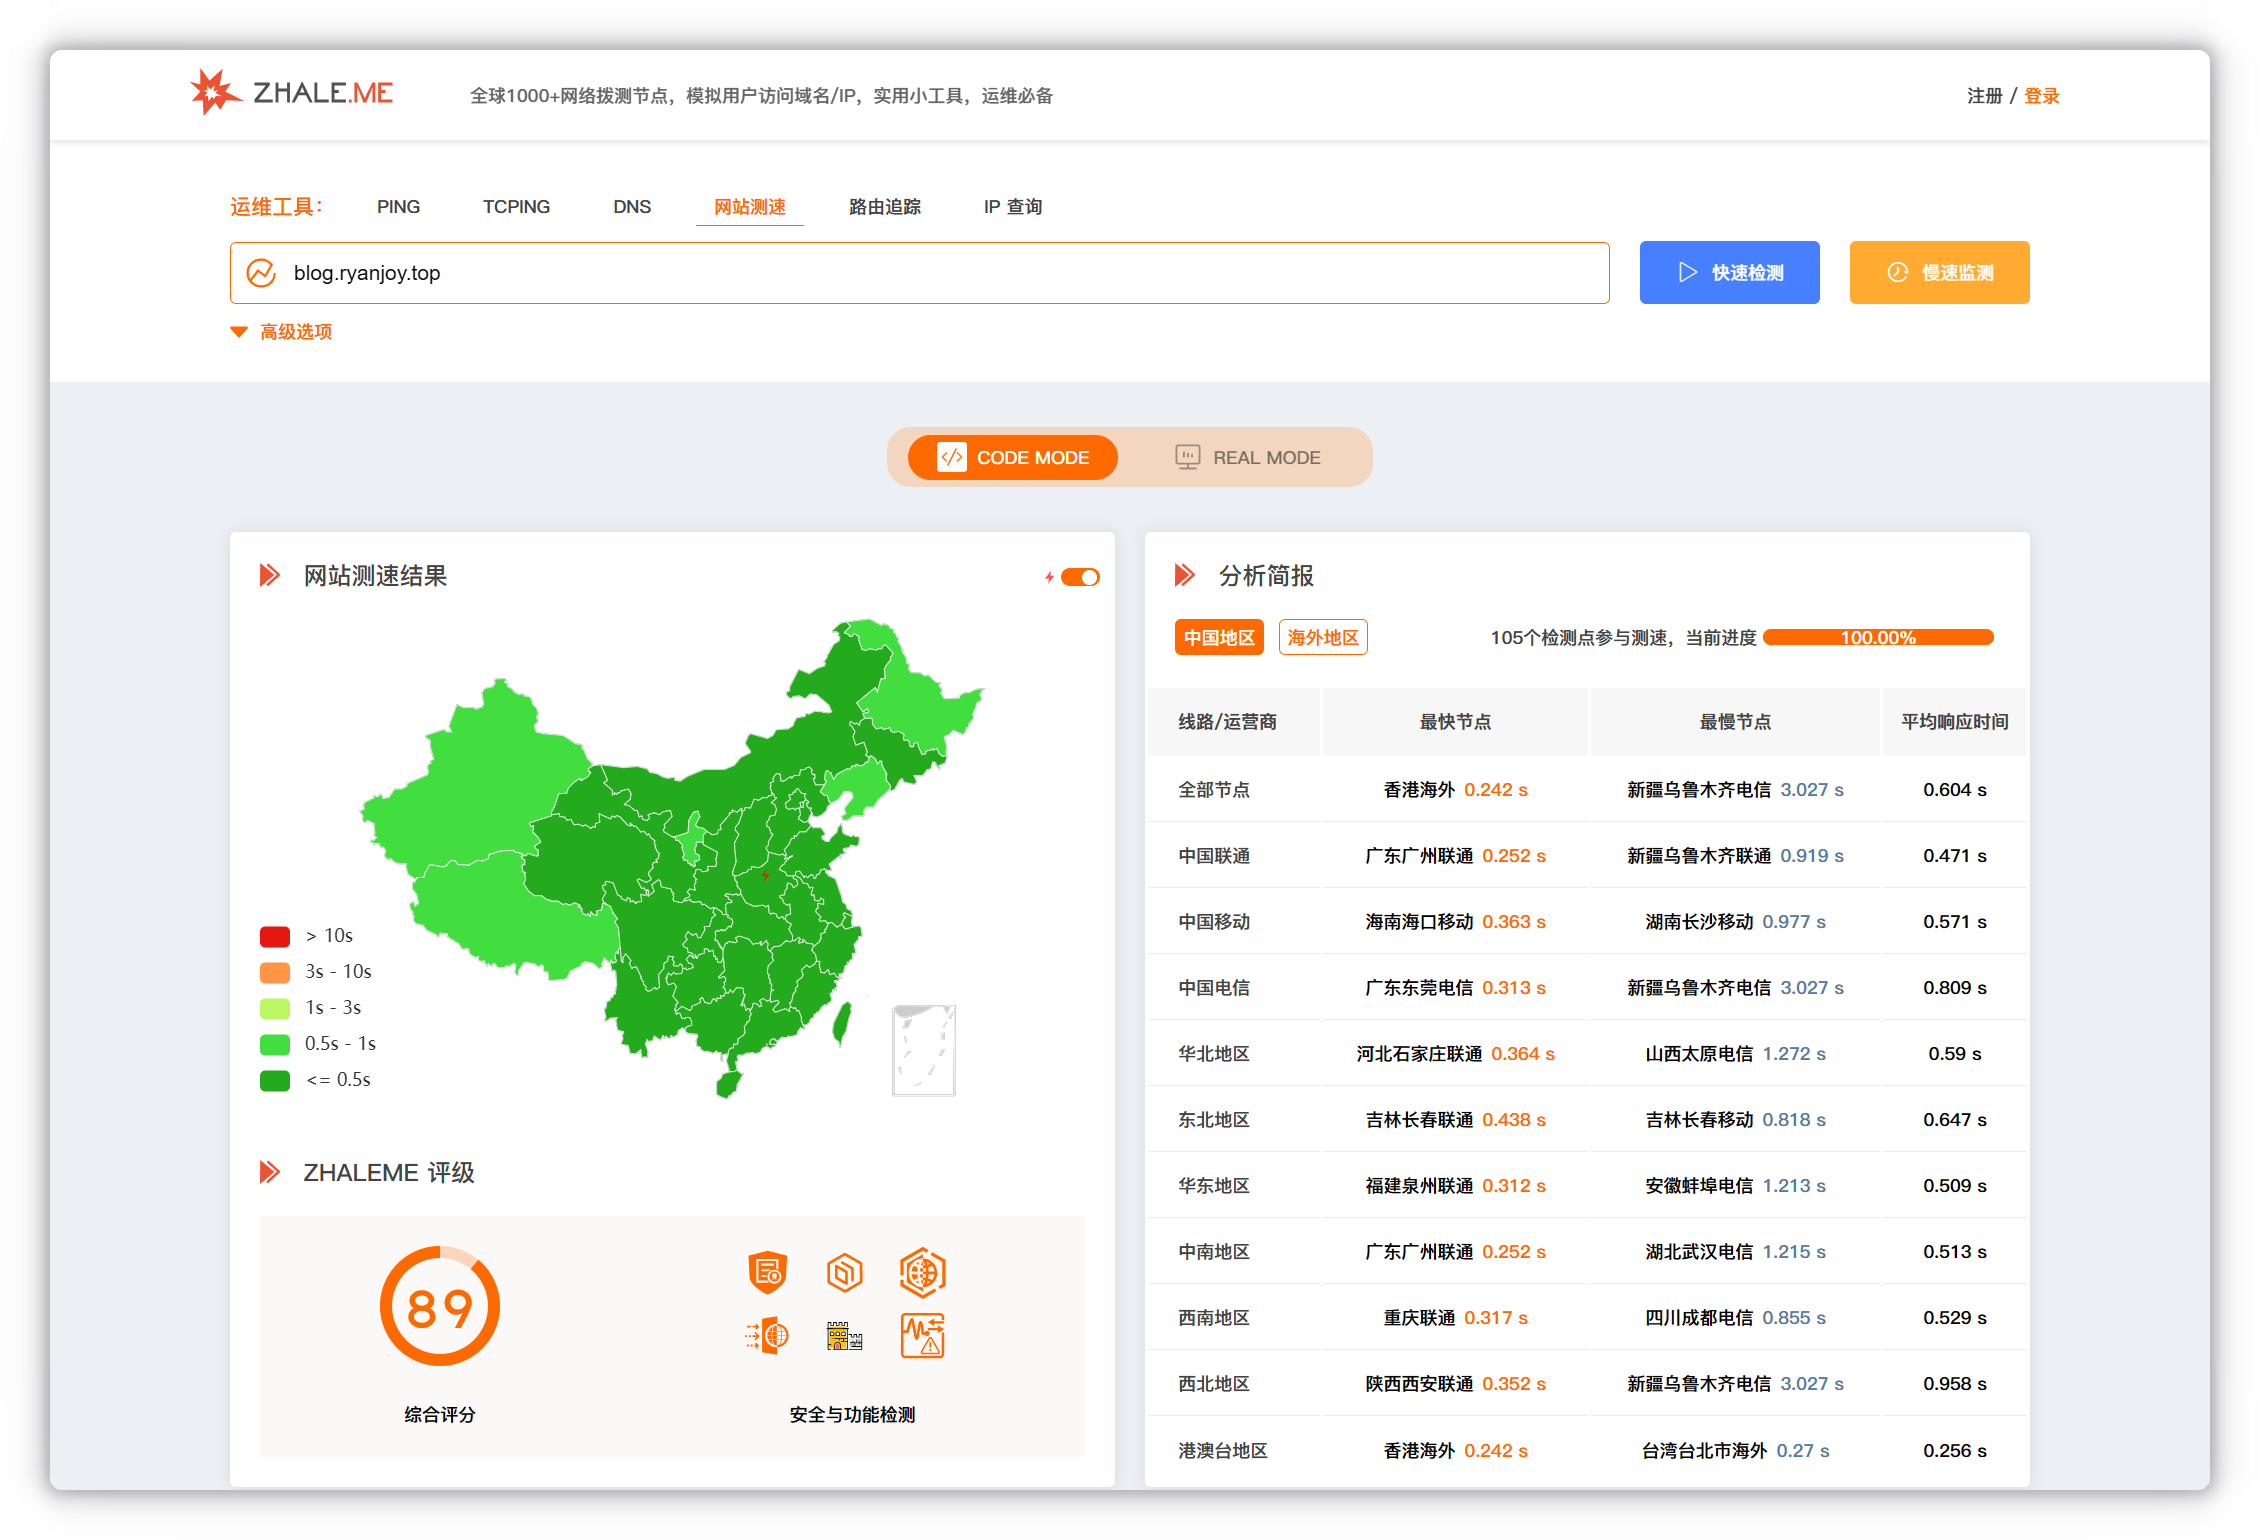 ZHALE.ME
全球1000+网络拨测节点，模拟用户访问域名/IP，实用小工具，运维必备
注册 / 登录
运维工具： PING TCPING DNS 网站测速 路由追踪 IP 查询
blog.ryanjoy.top
快速检测
慢速监测
高级选项
CODE MODE
REAL MODE
网站测速结果
> 10s
3s - 10s
1s - 3s
0.5s - 1s
<= 0.5s
ZHALEME 评级
89
综合评分
安全与功能检测
分析简报
中国地区 海外地区 105个检测点参与测速，当前进度 100.00%
线路/运营商 最快节点 最慢节点 平均响应时间
全部节点 香港海外 0.242 s 新疆乌鲁木齐电信 3.027 s 0.604 s
中国联通 广东广州联通 0.252 s 新疆乌鲁木齐联通 0.919 s 0.471 s
中国移动 海南海口移动 0.363 s 湖南长沙移动 0.977 s 0.571 s
中国电信 广东东莞电信 0.313 s 新疆乌鲁木齐电信 3.027 s 0.809 s
华北地区 河北石家庄联通 0.364 s 山西太原电信 1.272 s 0.59 s
东北地区 吉林长春联通 0.438 s 吉林长春移动 0.818 s 0.647 s
华东地区 福建泉州联通 0.312 s 安徽蚌埠电信 1.213 s 0.509 s
中南地区 广东广州联通 0.252 s 湖北武汉电信 1.215 s 0.513 s
西南地区 重庆联通 0.317 s 四川成都电信 0.855 s 0.529 s
西北地区 陕西西安联通 0.352 s 新疆乌鲁木齐电信 3.027 s 0.958 s
港澳台地区 香港海外 0.242 s 台湾台北市海外 0.27 s 0.256 s